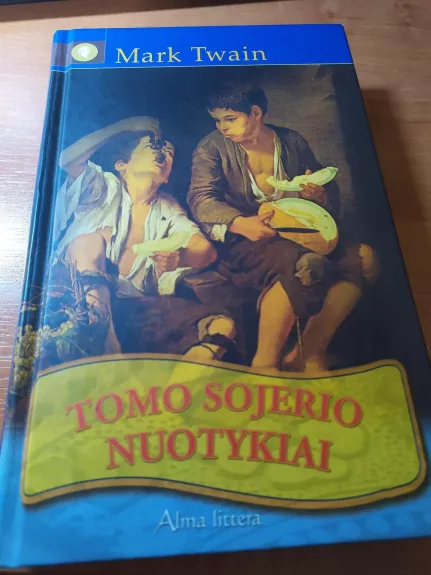 Mark Twain
TOMO SOJERIO
NUOTYKIAI
Alma littera